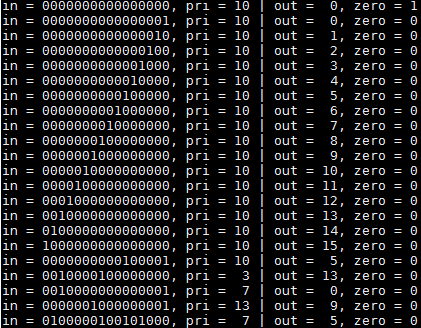 in = 0000000000000000, pri = 10 | out =  0, zero = 1
in = 0000000000000001, pri = 10 | out =  0, zero = 0
in = 0000000000000010, pri = 10 | out =  1, zero = 0
in = 0000000000000100, pri = 10 | out =  2, zero = 0
in = 0000000000001000, pri = 10 | out =  3, zero = 0
in = 0000000000010000, pri = 10 | out =  4, zero = 0
in = 0000000000100000, pri = 10 | out =  5, zero = 0
in = 0000000001000000, pri = 10 | out =  6, zero = 0
in = 0000000010000000, pri = 10 | out =  7, zero = 0
in = 0000000100000000, pri = 10 | out =  8, zero = 0
in = 0000001000000000, pri = 10 | out =  9, zero = 0
in = 0000010000000000, pri = 10 | out = 10, zero = 0
in = 0000100000000000, pri = 10 | out = 11, zero = 0
in = 0001000000000000, pri = 10 | out = 12, zero = 0
in = 0010000000000000, pri = 10 | out = 13, zero = 0
in = 0100000000000000, pri = 10 | out = 14, zero = 0
in = 1000000000000000, pri = 10 | out = 15, zero = 0
in = 0000000000100001, pri = 10 | out =  5, zero = 0
in = 0010000100000000, pri =  3 | out = 13, zero = 0
in = 0010000000000001, pri =  7 | out =  0, zero = 0
in = 0000001000000001, pri = 13 | out =  9, zero = 0
in = 0100000100101000, pri =  7 | out =  5, zero = 0